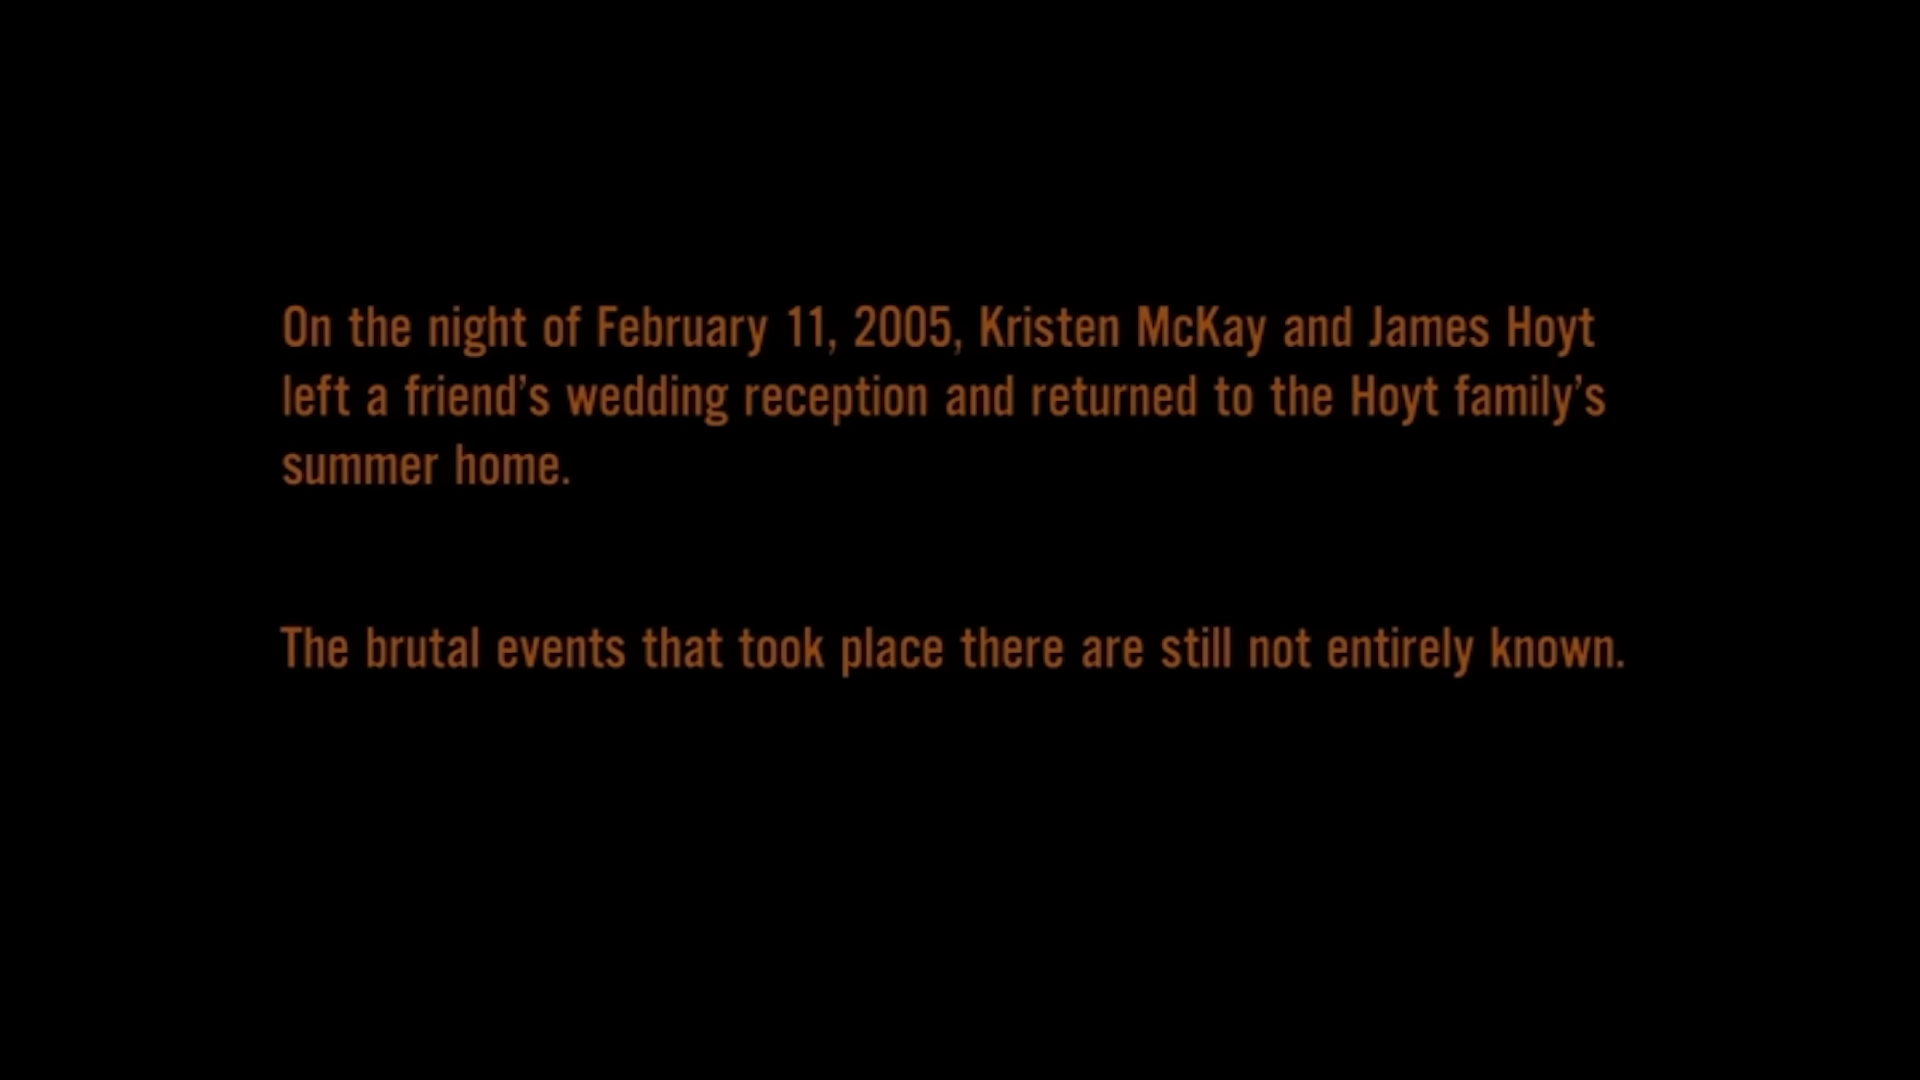 On the night of February 11, 2005, Kristen McKay and James Hoyt
left a friend’s wedding reception and returned to the Hoyt family’s
summer home.
The brutal events that took place there are still not entirely known.